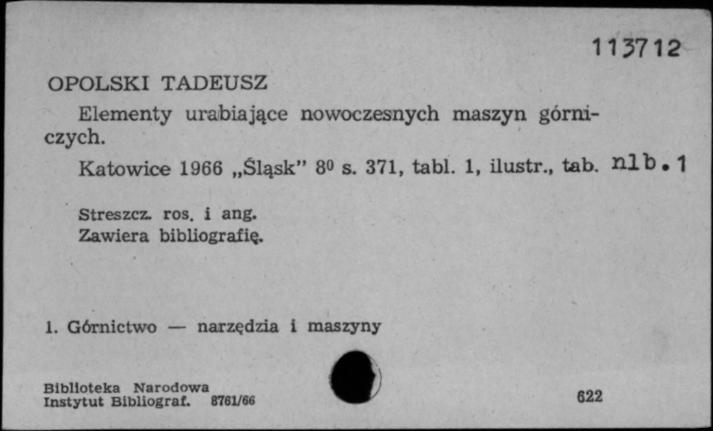 113712
OPOLSKI TADEUSZ
Elementy urabiające nowoczesnych maszyn górni-
czych.
Katowice 1966 „Śląsk” 8⁰ s. 371, tabl. 1, ilustr., tab. nlb. 1
Streszcz. ros. i ang.
Zawiera bibliografię.
1. Górnictwo — narzędzia i maszyny
Biblioteka Narodowa
Instytut Bibliograf. 8761/66
622